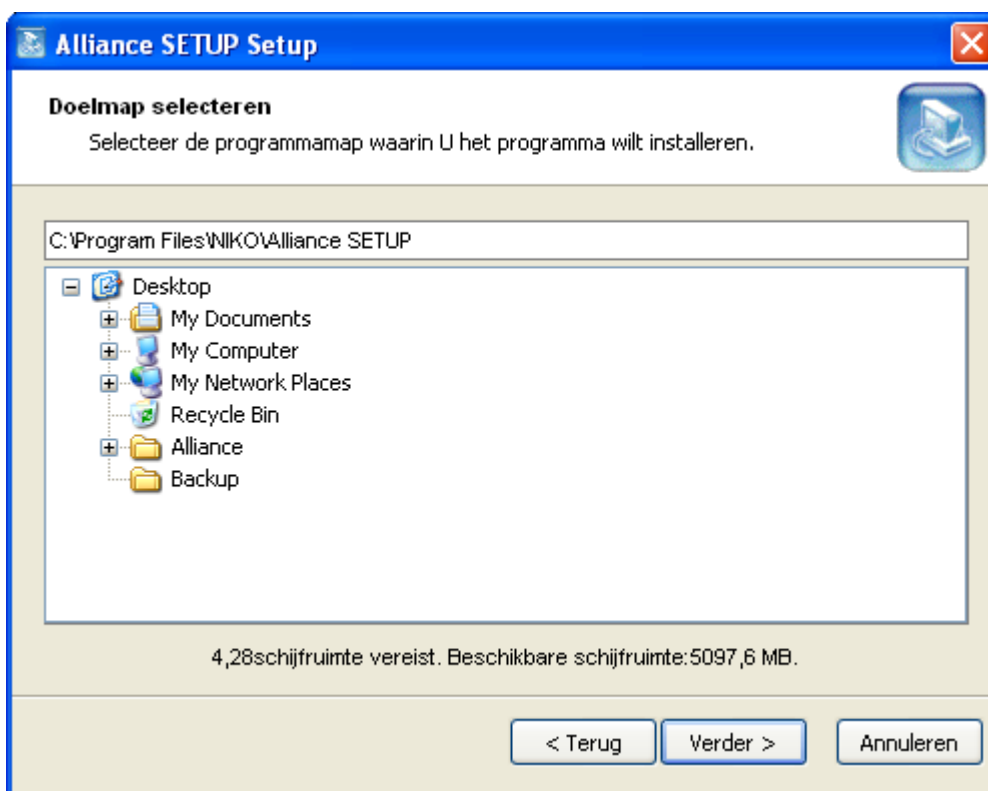 Alliance SETUP Setup
Doelmap selecteren
Selecteer de programmamap waarin U het programma wilt installeren.
C:\Program Files\NIKO\Alliance SETUP
Desktop
My Documents
My Computer
My Network Places
Recycle Bin
Alliance
Backup
4,28schijfruimte vereist. Beschikbare schijfruimte:5097,6 MB.
< Terug
Verder >
Annuleren